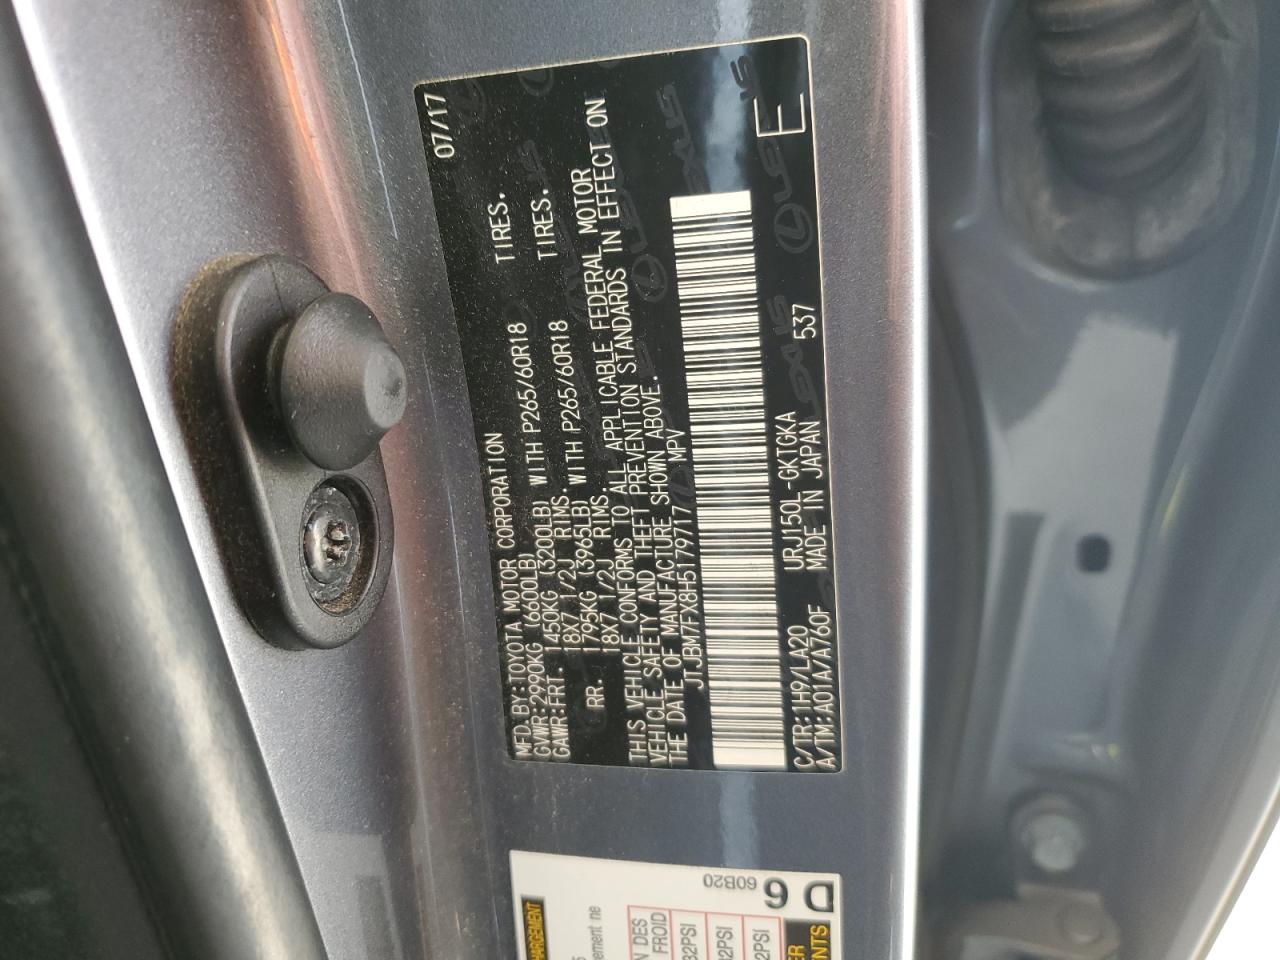 07/17
MFD.BY:TOYOTA MOTOR CORPORATION
GVWR:2990KG (6600LB)
GAWR:FRT. 1450KG (3200LB) WITH P265/60R18 TIRES.
18X7 1/2J RIMS.
RR. 1795KG (3965LB) WITH P265/60R18 TIRES.
18X7 1/2J RIMS.
THIS VEHICLE CONFORMS TO ALL APPLICABLE FEDERAL MOTOR
VEHICLE SAFETY AND THEFT PREVENTION STANDARDS IN EFFECT ON
THE DATE OF MANUFACTURE SHOWN ABOVE.
JTJBM7FX8H5179717 MPV
C/TR:1H9/LA20 URJ150L-GKTGKA 537
A/TM:A01A/A760F MADE IN JAPAN
E
LEXUS
60B20
D 6